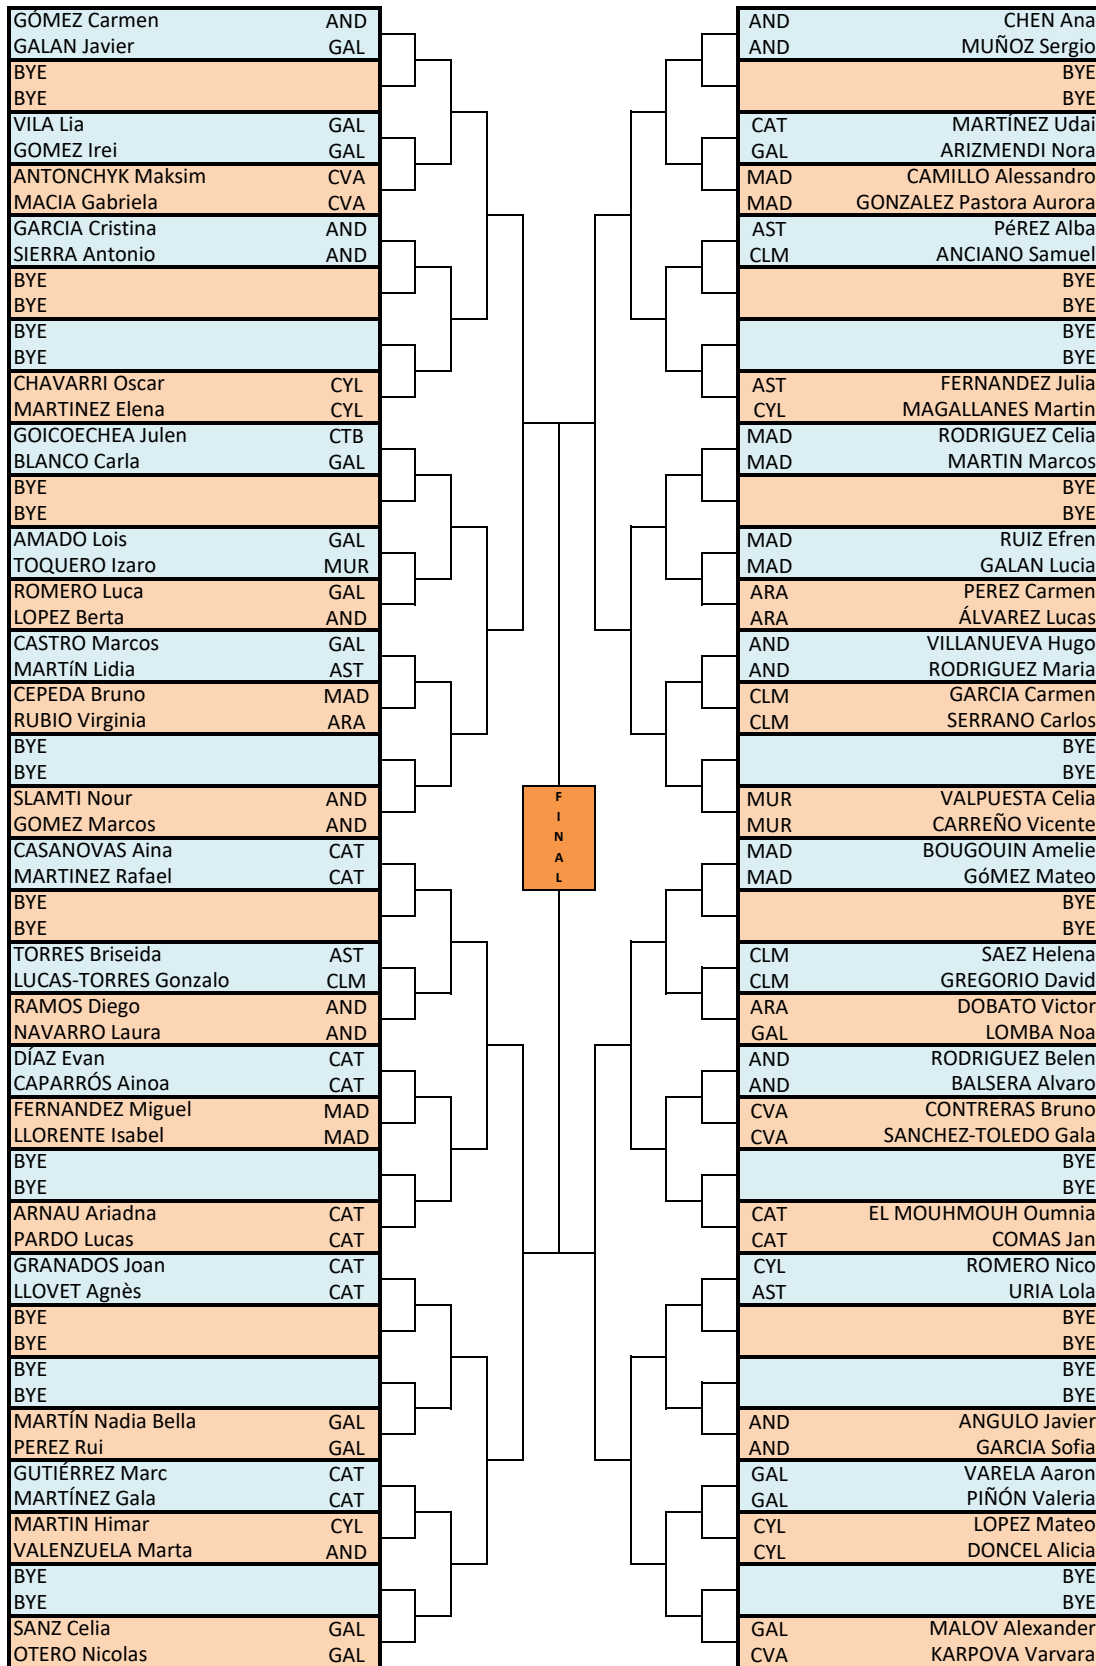 GÓMEZ Carmen AND
GALAN Javier GAL
BYE
BYE
VILA Lia GAL
GOMEZ Irei GAL
ANTONCHYK Maksim CVA
MACIA Gabriela CVA
GARCIA Cristina AND
SIERRA Antonio AND
BYE
BYE
BYE
BYE
CHAVARRI Oscar CYL
MARTINEZ Elena CYL
GOICOECHEA Julen CTB
BLANCO Carla GAL
BYE
BYE
AMADO Lois GAL
TOQUERO Izaro MUR
ROMERO Luca GAL
LOPEZ Berta AND
CASTRO Marcos GAL
MARTíN Lidia AST
CEPEDA Bruno MAD
RUBIO Virginia ARA
BYE
BYE
SLAMTI Nour AND
GOMEZ Marcos AND
CASANOVAS Aina CAT
MARTINEZ Rafael CAT
BYE
BYE
TORRES Briseida AST
LUCAS-TORRES Gonzalo CLM
RAMOS Diego AND
NAVARRO Laura AND
DÍAZ Evan CAT
CAPARRÓS Ainoa CAT
FERNANDEZ Miguel MAD
LLORENTE Isabel MAD
BYE
BYE
ARNAU Ariadna CAT
PARDO Lucas CAT
GRANADOS Joan CAT
LLOVET Agnès CAT
BYE
BYE
BYE
BYE
MARTÍN Nadia Bella GAL
PEREZ Rui GAL
GUTIÉRREZ Marc CAT
MARTÍNEZ Gala CAT
MARTIN Himar CYL
VALENZUELA Marta AND
BYE
BYE
SANZ Celia GAL
OTERO Nicolas GAL
F
I
N
A
L
AND CHEN Ana
AND MUÑOZ Sergio
BYE
BYE
CAT MARTÍNEZ Udai
GAL ARIZMENDI Nora
MAD CAMILLO Alessandro
MAD GONZALEZ Pastora Aurora
AST PéREZ Alba
CLM ANCIANO Samuel
BYE
BYE
BYE
BYE
AST FERNANDEZ Julia
CYL MAGALLANES Martin
MAD RODRIGUEZ Celia
MAD MARTIN Marcos
BYE
BYE
MAD RUIZ Efren
MAD GALAN Lucia
ARA PEREZ Carmen
ARA ÁLVAREZ Lucas
AND VILLANUEVA Hugo
AND RODRIGUEZ Maria
CLM GARCIA Carmen
CLM SERRANO Carlos
BYE
BYE
MUR VALPUESTA Celia
MUR CARREÑO Vicente
MAD BOUGOUIN Amelie
MAD GóMEZ Mateo
BYE
BYE
CLM SAEZ Helena
CLM GREGORIO David
ARA DOBATO Victor
GAL LOMBA Noa
AND RODRIGUEZ Belen
AND BALSERA Alvaro
CVA CONTRERAS Bruno
CVA SANCHEZ-TOLEDO Gala
BYE
BYE
CAT EL MOUHMOUH Oumnia
CAT COMAS Jan
CYL ROMERO Nico
AST URIA Lola
BYE
BYE
BYE
BYE
AND ANGULO Javier
AND GARCIA Sofia
GAL VARELA Aaron
GAL PIÑÓN Valeria
CYL LOPEZ Mateo
CYL DONCEL Alicia
BYE
BYE
GAL MALOV Alexander
CVA KARPOVA Varvara